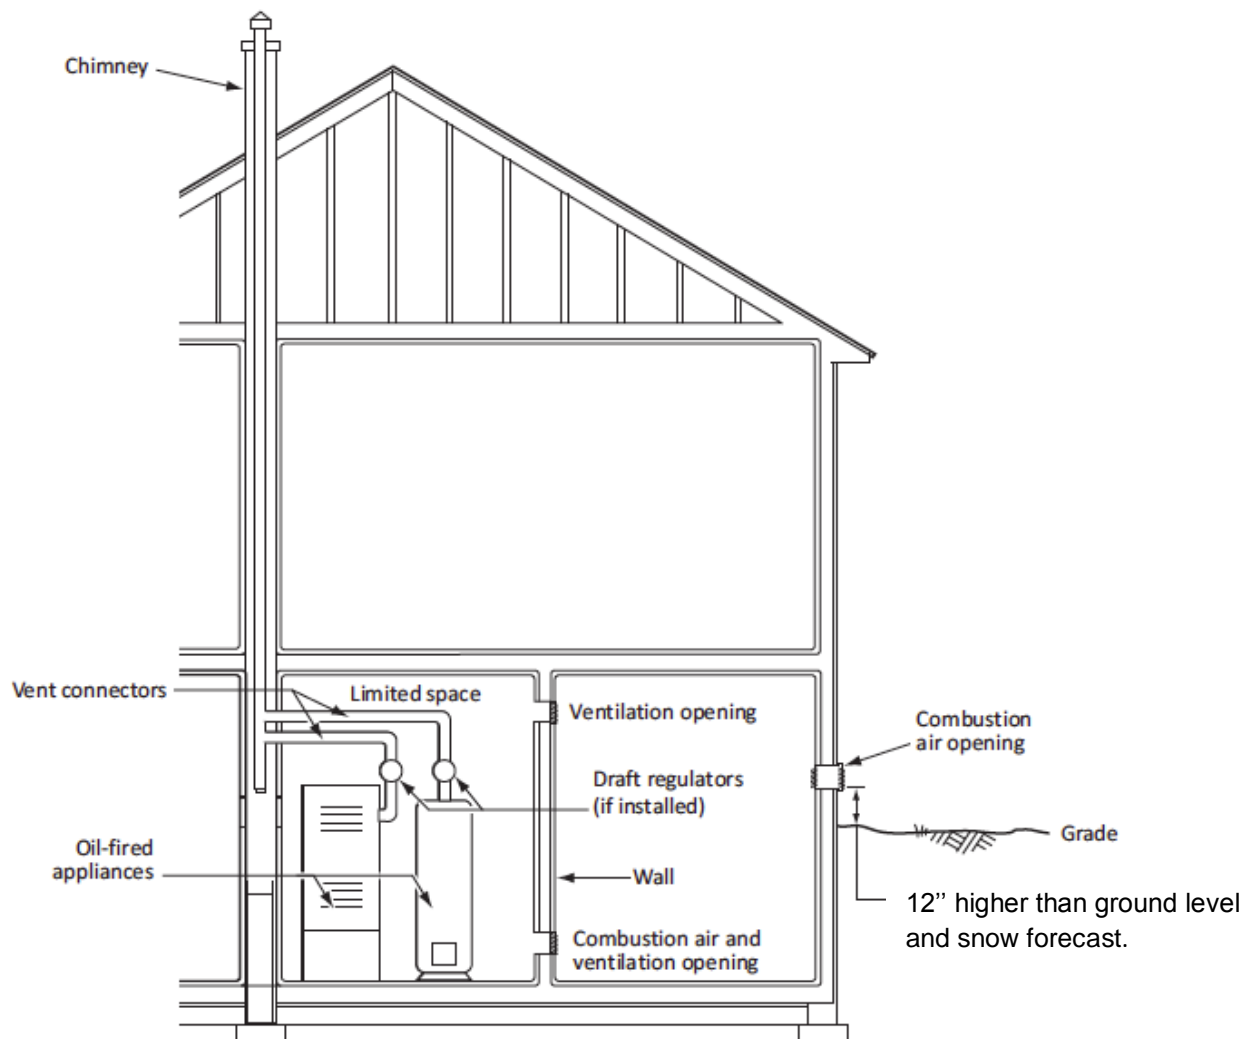 Chimney
Vent connectors
Limited space
Ventilation opening
Combustion
air opening
Draft regulators
(if installed)
Grade
Oil-fired
appliances
Wall
12’’ higher than ground level
and snow forecast.
Combustion air and
ventilation opening